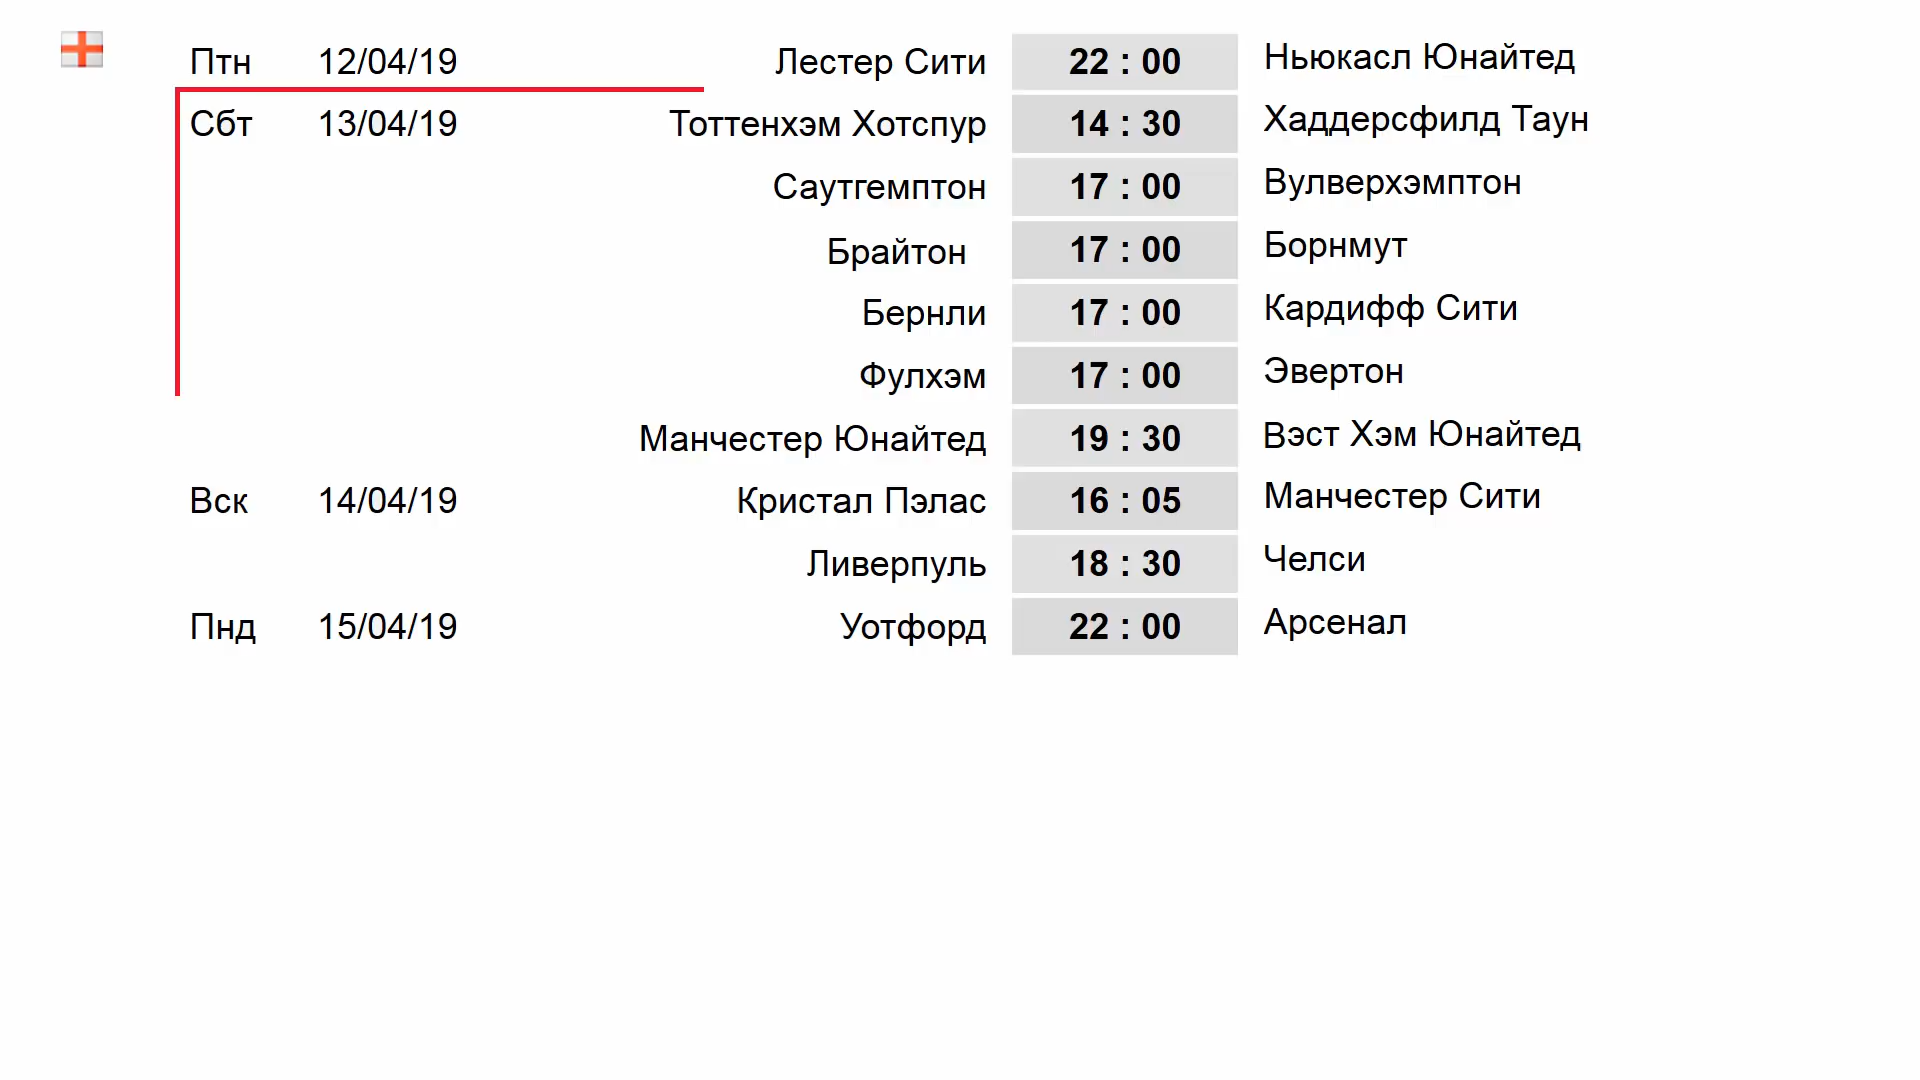 Птн 12/04/19 Лестер Сити 22 : 00 Ньюкасл Юнайтед
Сбт 13/04/19 Тоттенхэм Хотспур 14 : 30 Хаддерсфилд Таун
Саутгемптон 17 : 00 Вулверхэмптон
Брайтон 17 : 00 Борнмут
Бернли 17 : 00 Кардифф Сити
Фулхэм 17 : 00 Эвертон
Манчестер Юнайтед 19 : 30 Вэст Хэм Юнайтед
Вск 14/04/19 Кристал Пэлас 16 : 05 Манчестер Сити
Ливерпуль 18 : 30 Челси
Пнд 15/04/19 Уотфорд 22 : 00 Арсенал